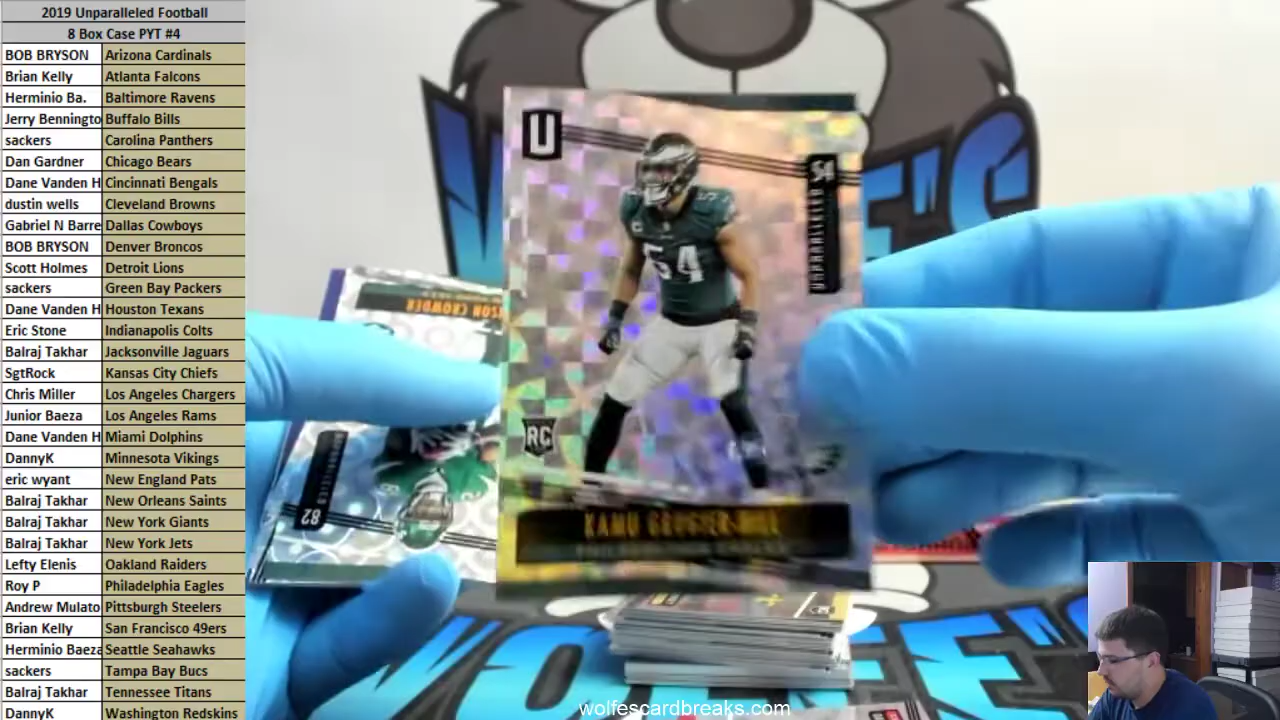 2019 Unparalleled Football
8 Box Case PYT #4
BOB BRYSON Arizona Cardinals
Brian Kelly Atlanta Falcons
Herminio Ba. Baltimore Ravens
Jerry Benningto Buffalo Bills
sackers Carolina Panthers
Dan Gardner Chicago Bears
Dane Vanden H Cincinnati Bengals
dustin wells Cleveland Browns
Gabriel N Barre Dallas Cowboys
BOB BRYSON Denver Broncos
Scott Holmes Detroit Lions
sackers Green Bay Packers
Dane Vanden H Houston Texans
Eric Stone Indianapolis Colts
Balraj Takhar Jacksonville Jaguars
SgtRock Kansas City Chiefs
Chris Miller Los Angeles Chargers
Junior Baeza Los Angeles Rams
Dane Vanden H Miami Dolphins
DannyK Minnesota Vikings
eric wyant New England Pats
Balraj Takhar New Orleans Saints
Balraj Takhar New York Giants
Balraj Takhar New York Jets
Lefty Elenis Oakland Raiders
Roy P Philadelphia Eagles
Andrew Mulato Pittsburgh Steelers
Brian Kelly San Francisco 49ers
Herminio Baeza Seattle Seahawks
sackers Tampa Bay Bucs
Balraj Takhar Tennessee Titans
DannyK Washington Redskins
U
54
UNPARALLELED
54
RC
KAMU GRUGIER-HILL
PHILADELPHIA EAGLES
CROWDER
UNPARALLELED
82
wolfescardbreaks.com